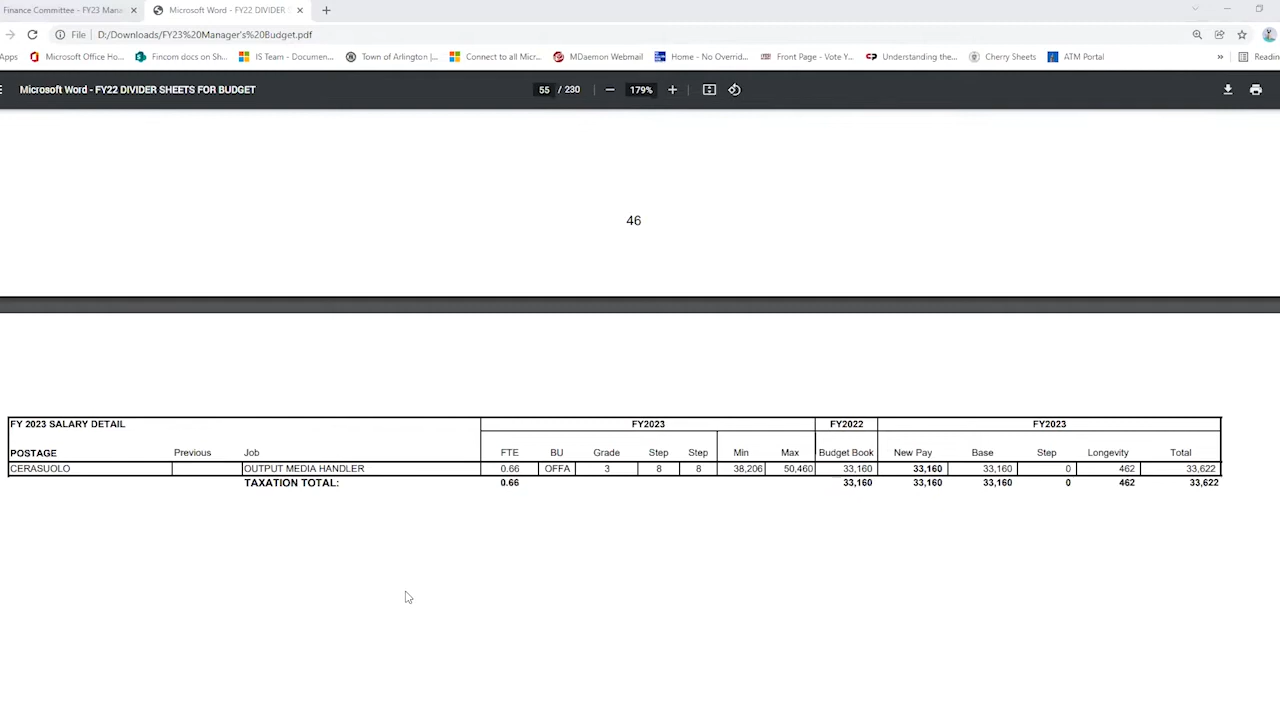 Finance Committee - FY23 Mana
Microsoft Word - FY22 DIVIDER
File D:/Downloads/FY23%20Manager's%20Budget.pdf
Apps Microsoft Office Ho... Fincom docs on Sh... IS Team - Documen... Town of Arlington |... Connect to all Micr... MDaemon Webmail Home - No Overrid... Front Page - Vote Y... Understanding the... Cherry Sheets ATM Portal » Readin
Microsoft Word - FY22 DIVIDER SHEETS FOR BUDGET 55 / 230 179%
46
FY 2023 SALARY DETAIL FY2023 FY2022 FY2023
POSTAGE Previous Job FTE BU Grade Step Step Min Max Budget Book New Pay Base Step Longevity Total
CERASUOLO OUTPUT MEDIA HANDLER 0.66 OFFA 3 8 8 38,206 50,460 33,160 33,160 33,160 0 462 33,622
TAXATION TOTAL: 0.66 33,160 33,160 33,160 0 462 33,622